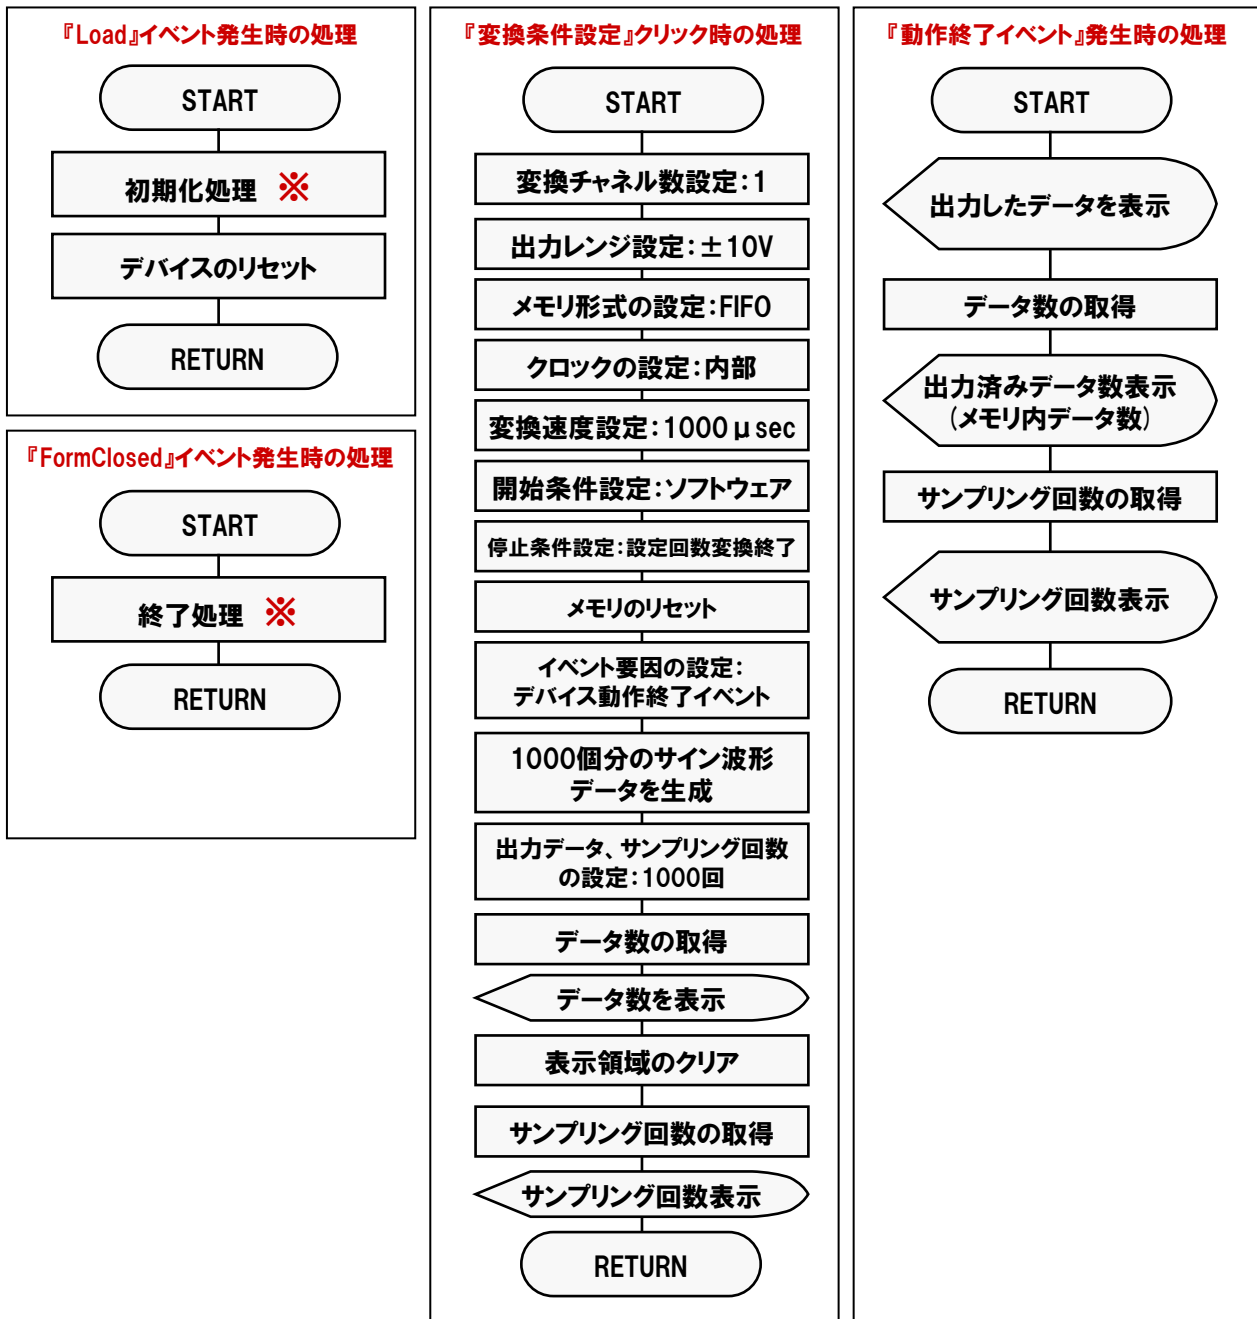 『Load』イベント発生時の処理
START
初期化処理 ※
デバイスのリセット
RETURN
『FormClosed』イベント発生時の処理
START
終了処理 ※
RETURN
『変換条件設定』クリック時の処理
START
変換チャネル数設定：1
出力レンジ設定：±10V
メモリ形式の設定：FIFO
クロックの設定：内部
変換速度設定：1000μsec
開始条件設定：ソフトウェア
停止条件設定：設定回数変換終了
メモリのリセット
イベント要因の設定：
デバイス動作終了イベント
1000個分のサイン波形
データを生成
出力データ、サンプリング回数
の設定：1000回
データ数の取得
データ数を表示
表示領域のクリア
サンプリング回数の取得
サンプリング回数表示
RETURN
『動作終了イベント』発生時の処理
START
出力したデータを表示
データ数の取得
出力済みデータ数表示
(メモリ内データ数)
サンプリング回数の取得
サンプリング回数表示
RETURN